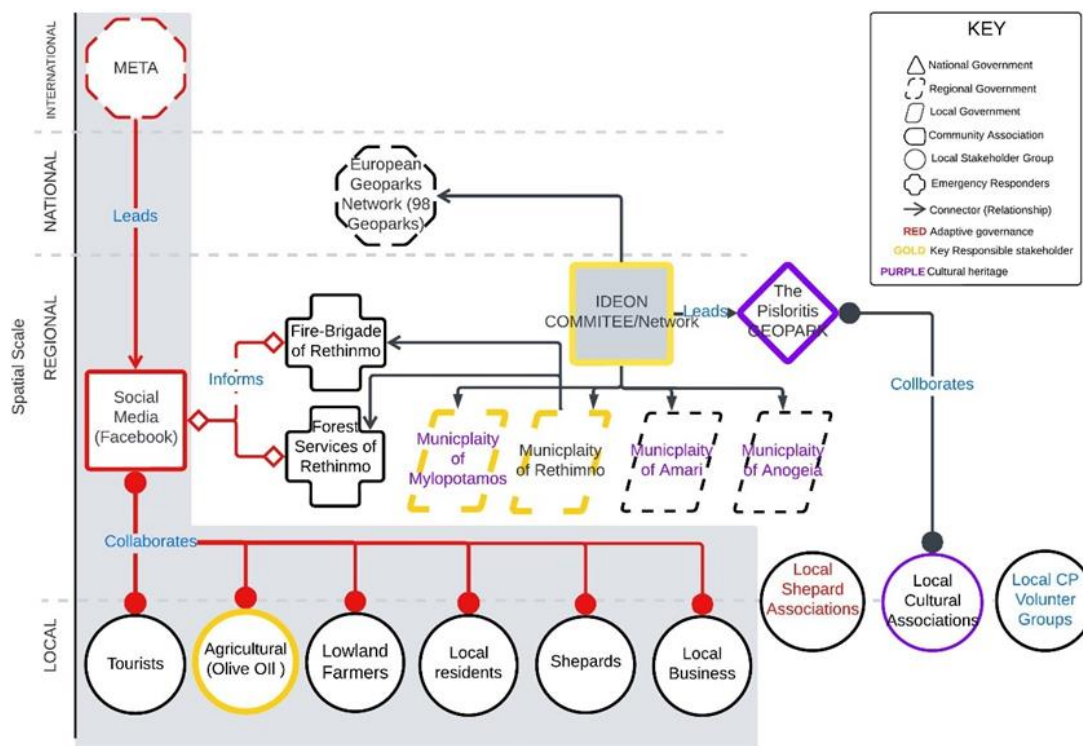 Spatial Scale
INTERNATIONAL
NATIONAL
REGIONAL
LOCAL
META
Leads
European
Geoparks
Network (98
Geoparks)
KEY
National Government
Regional Government
Local Government
Community Association
Local Stakeholder Group
Emergency Responders
Connector (Relationship)
RED Adaptive governance
GOLD Key Responsible stakeholder
PURPLE Cultural heritage
IDEON
COMMITEE/Network
Leads
The
Pisloritis
GEOPARK
Fire-Brigade
of Rethinmo
Informs
Social
Media
(Facebook)
Forest
Services of
Rethinmo
Municplaity
of
Mylopotamos
Municplaity
of Rethimno
Municplaity
of Amari
Municplaity
of Anogeia
Collborates
Collaborates
Tourists
Agricultural
(Olive OIl )
Lowland
Farmers
Local
residents
Shepards
Local
Business
Local
Shepard
Associations
Local
Cultural
Associations
Local CP
Volunter
Groups